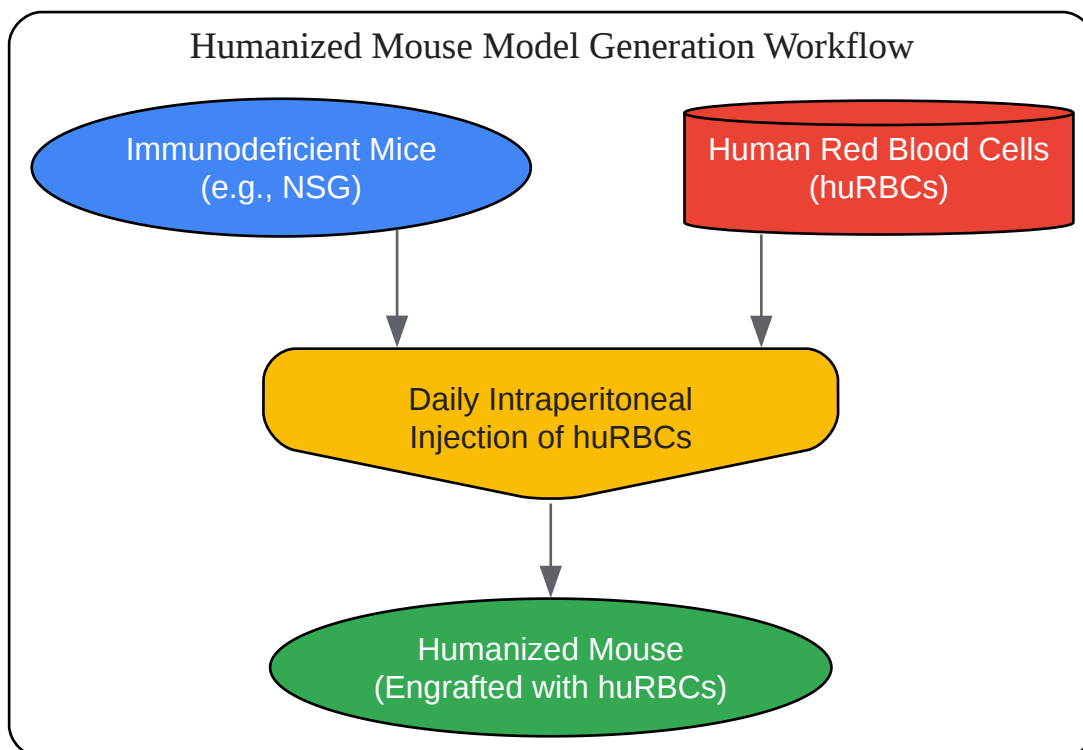 Humanized Mouse Model Generation Workflow
Immunodeficient Mice
(e.g., NSG)
Human Red Blood Cells
(huRBCs)
Daily Intraperitoneal
Injection of huRBCs
Humanized Mouse
(Engrafted with huRBCs)